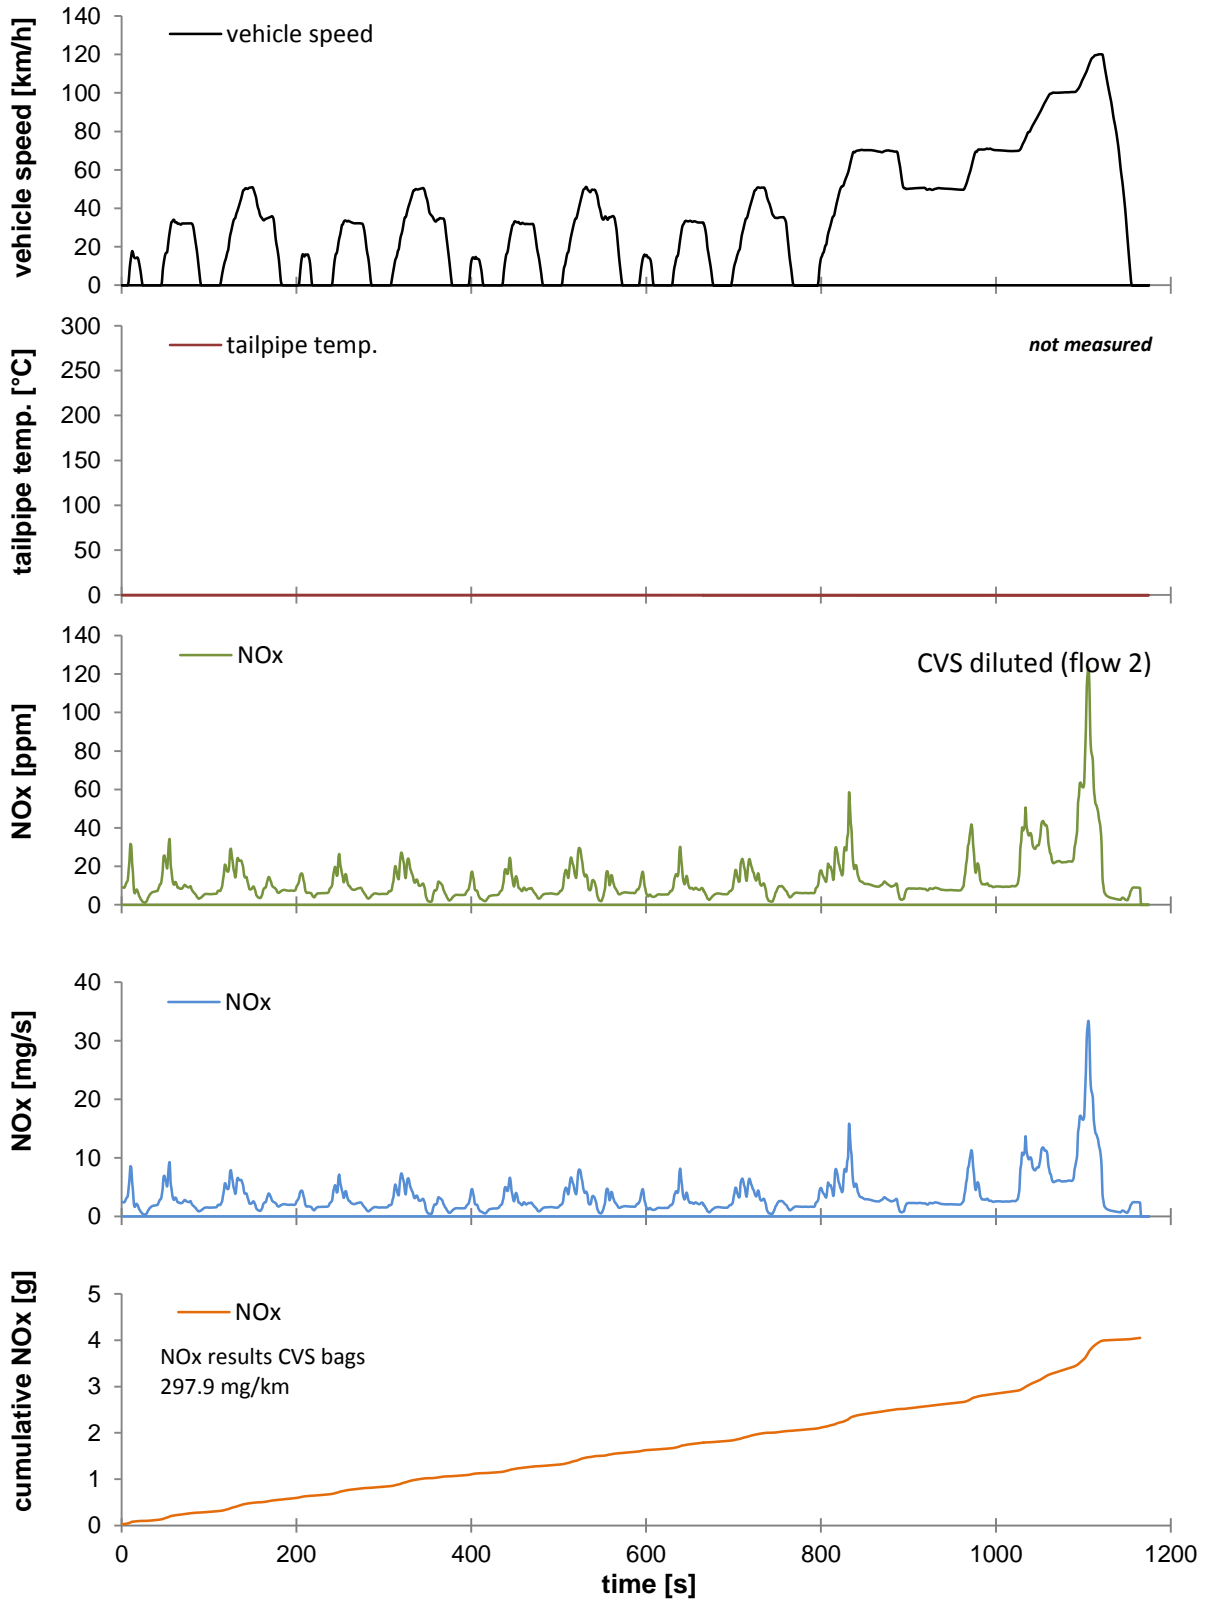 vehicle speed [km/h]
140
120
100
80
60
40
20
0
vehicle speed
tailpipe temp. [°C]
300
250
200
150
100
50
0
tailpipe temp.
not measured
NOx [ppm]
140
120
100
80
60
40
20
0
NOx
CVS diluted (flow 2)
NOx [mg/s]
40
30
20
10
0
NOx
cumulative NOx [g]
5
4
3
2
1
0
NOx
NOx results CVS bags
297.9 mg/km
0 200 400 600 800 1000 1200
time [s]